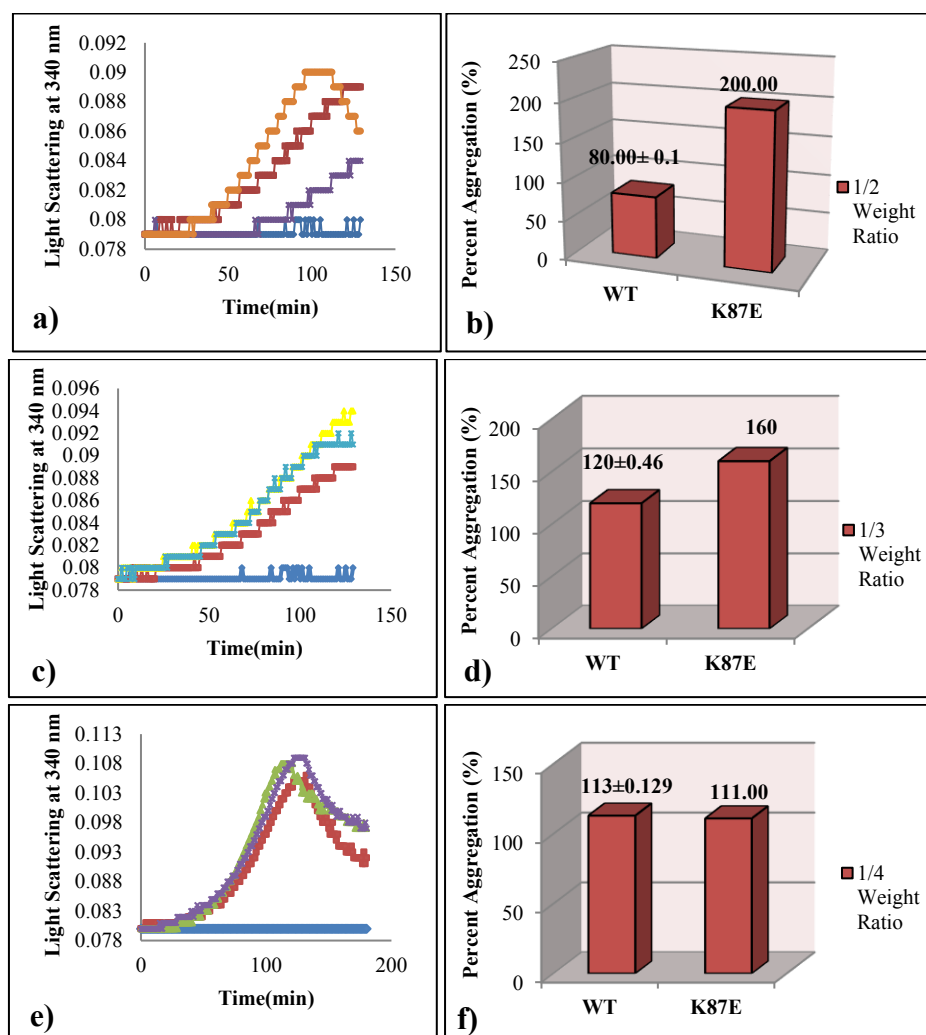 0.092
0.09
0.088
0.086
0.084
0.082
0.08
0.078
0
50
100
150
Light Scattering at 340 nm
Time(min)
a)
250
200
150
100
50
0
Percent Aggregation (%)
80.00± 0.1
200.00
WT
K87E
1/2
Weight
Ratio
b)
0.096
0.094
0.092
0.09
0.088
0.086
0.084
0.082
0.08
0.078
0
50
100
150
Light Scattering at 340 nm
Time(min)
c)
200
150
100
50
0
Percent Aggregation (%)
120±0.46
160
WT
K87E
1/3
Weight
Ratio
d)
0.113
0.108
0.103
0.098
0.093
0.088
0.083
0.078
0
100
200
Light Scattering at 340 nm
Time(min)
e)
150
100
50
0
Percent Aggregation (%)
113±0.129
111.00
WT
K87E
1/4
Weight
Ratio
f)